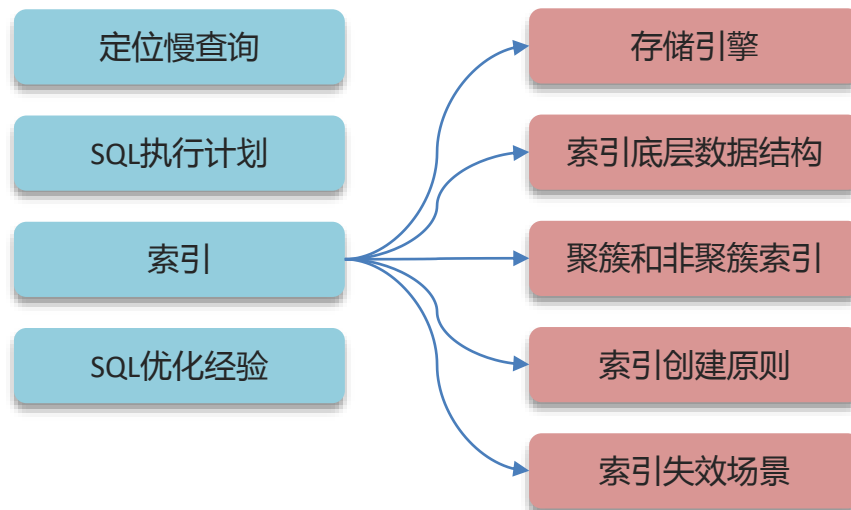 定位慢查询
SQL执行计划
索引
SQL优化经验
存储引擎
索引底层数据结构
聚簇和非聚簇索引
索引创建原则
索引失效场景